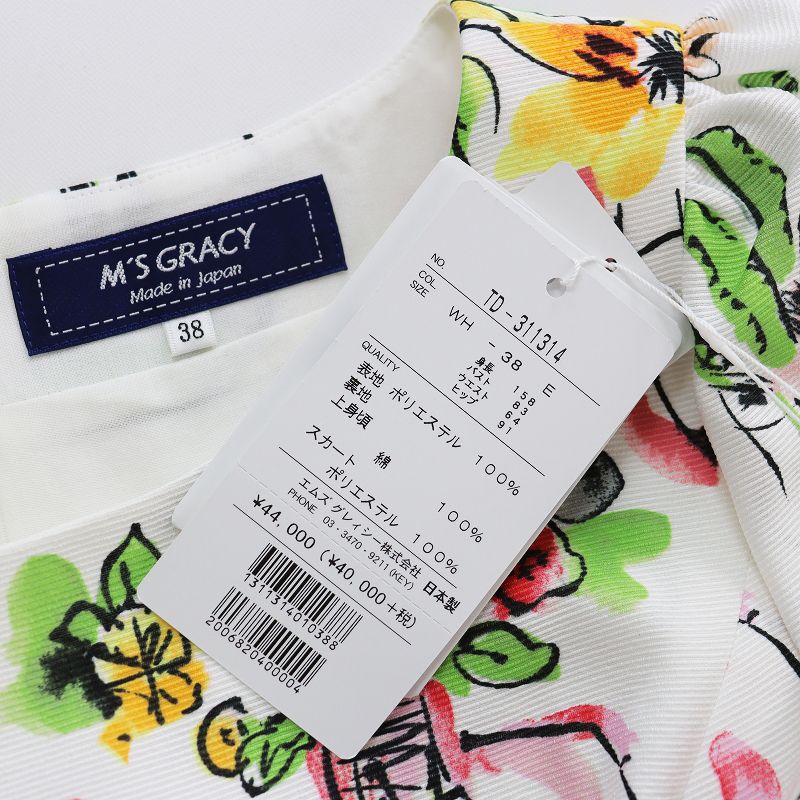 M'S GRACY
Made in Japan
38
NO. TD-311314
COL. WH - 38 E
SIZE
身長 158
バスト 83
ウエスト 64
ヒップ 91
QUALITY
表地 ポリエステル 100%
裏地
上身頃 綿 100%
スカート ポリエステル 100%
エムズグレイシー株式会社 日本製
PHONE 03-3470-9211(KEY)
¥44,000(¥40,000+税)
1311314010388
2006820400004